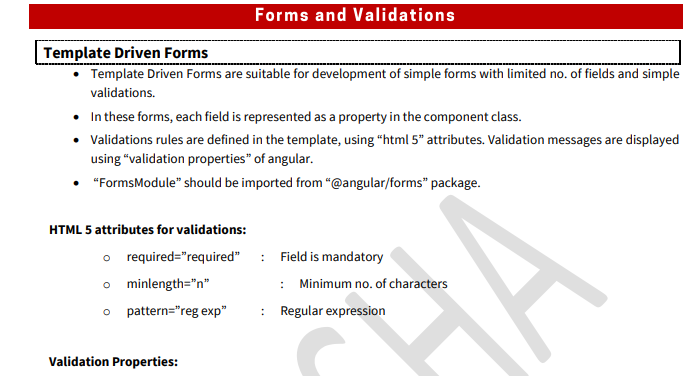 Forms and Validations
Template Driven Forms
• Template Driven Forms are suitable for development of simple forms with limited no. of fields and simple
validations.
• In these forms, each field is represented as a property in the component class.
• Validations rules are defined in the template, using “html 5” attributes. Validation messages are displayed
using “validation properties” of angular.
• “FormsModule” should be imported from “@angular/forms” package.
HTML 5 attributes for validations:
o required=”required” : Field is mandatory
o minlength=”n” : Minimum no. of characters
o pattern=”reg exp” : Regular expression
Validation Properties: